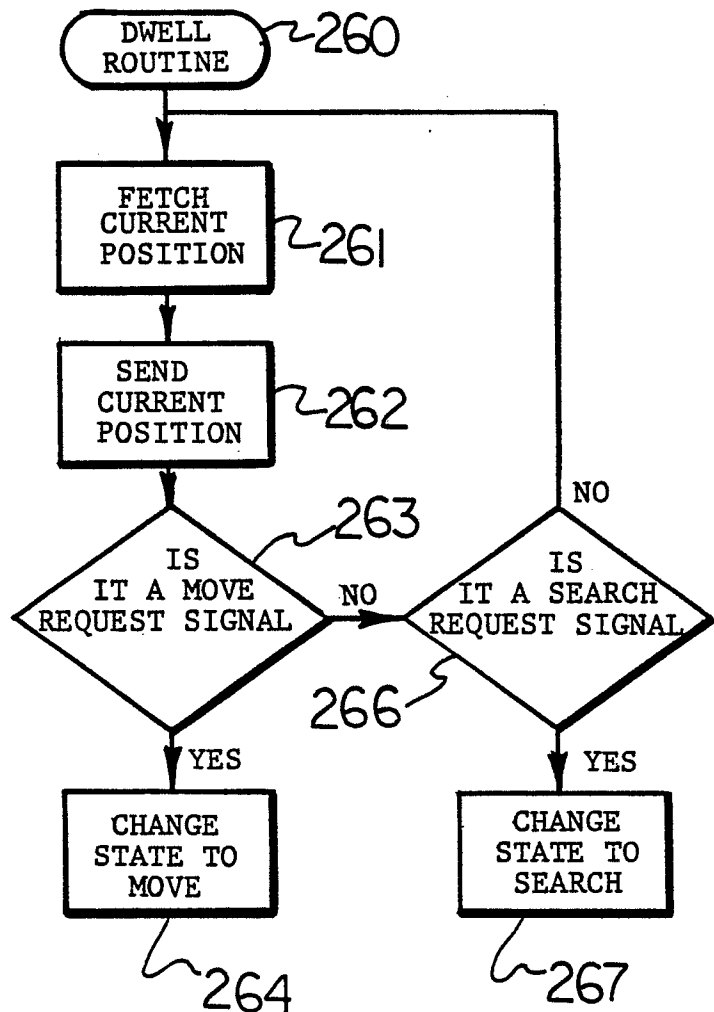 DWELL
ROUTINE
260
FETCH
CURRENT
POSITION
261
SEND
CURRENT
POSITION
262
263
IS
IT A MOVE
REQUEST SIGNAL
NO
IS
IT A SEARCH
REQUEST SIGNAL
NO
266
YES
YES
CHANGE
STATE TO
MOVE
CHANGE
STATE TO
SEARCH
264
267